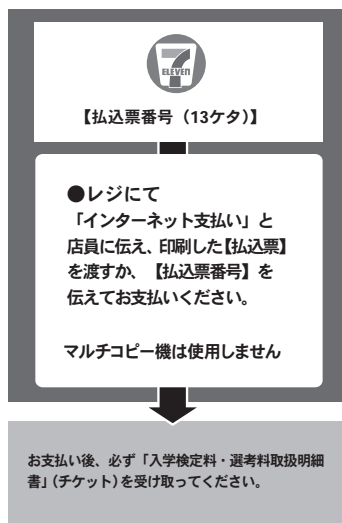 7
ELEVEn
【払込票番号（13ケタ）】
●レジにて
「インターネット支払い」と
店員に伝え、印刷した【払込票】
を渡すか、【払込票番号】を
伝えてお支払いください。
マルチコピー機は使用しません
お支払い後、必ず「入学検定料・選考料取扱明細
書」（チケット）を受け取ってください。